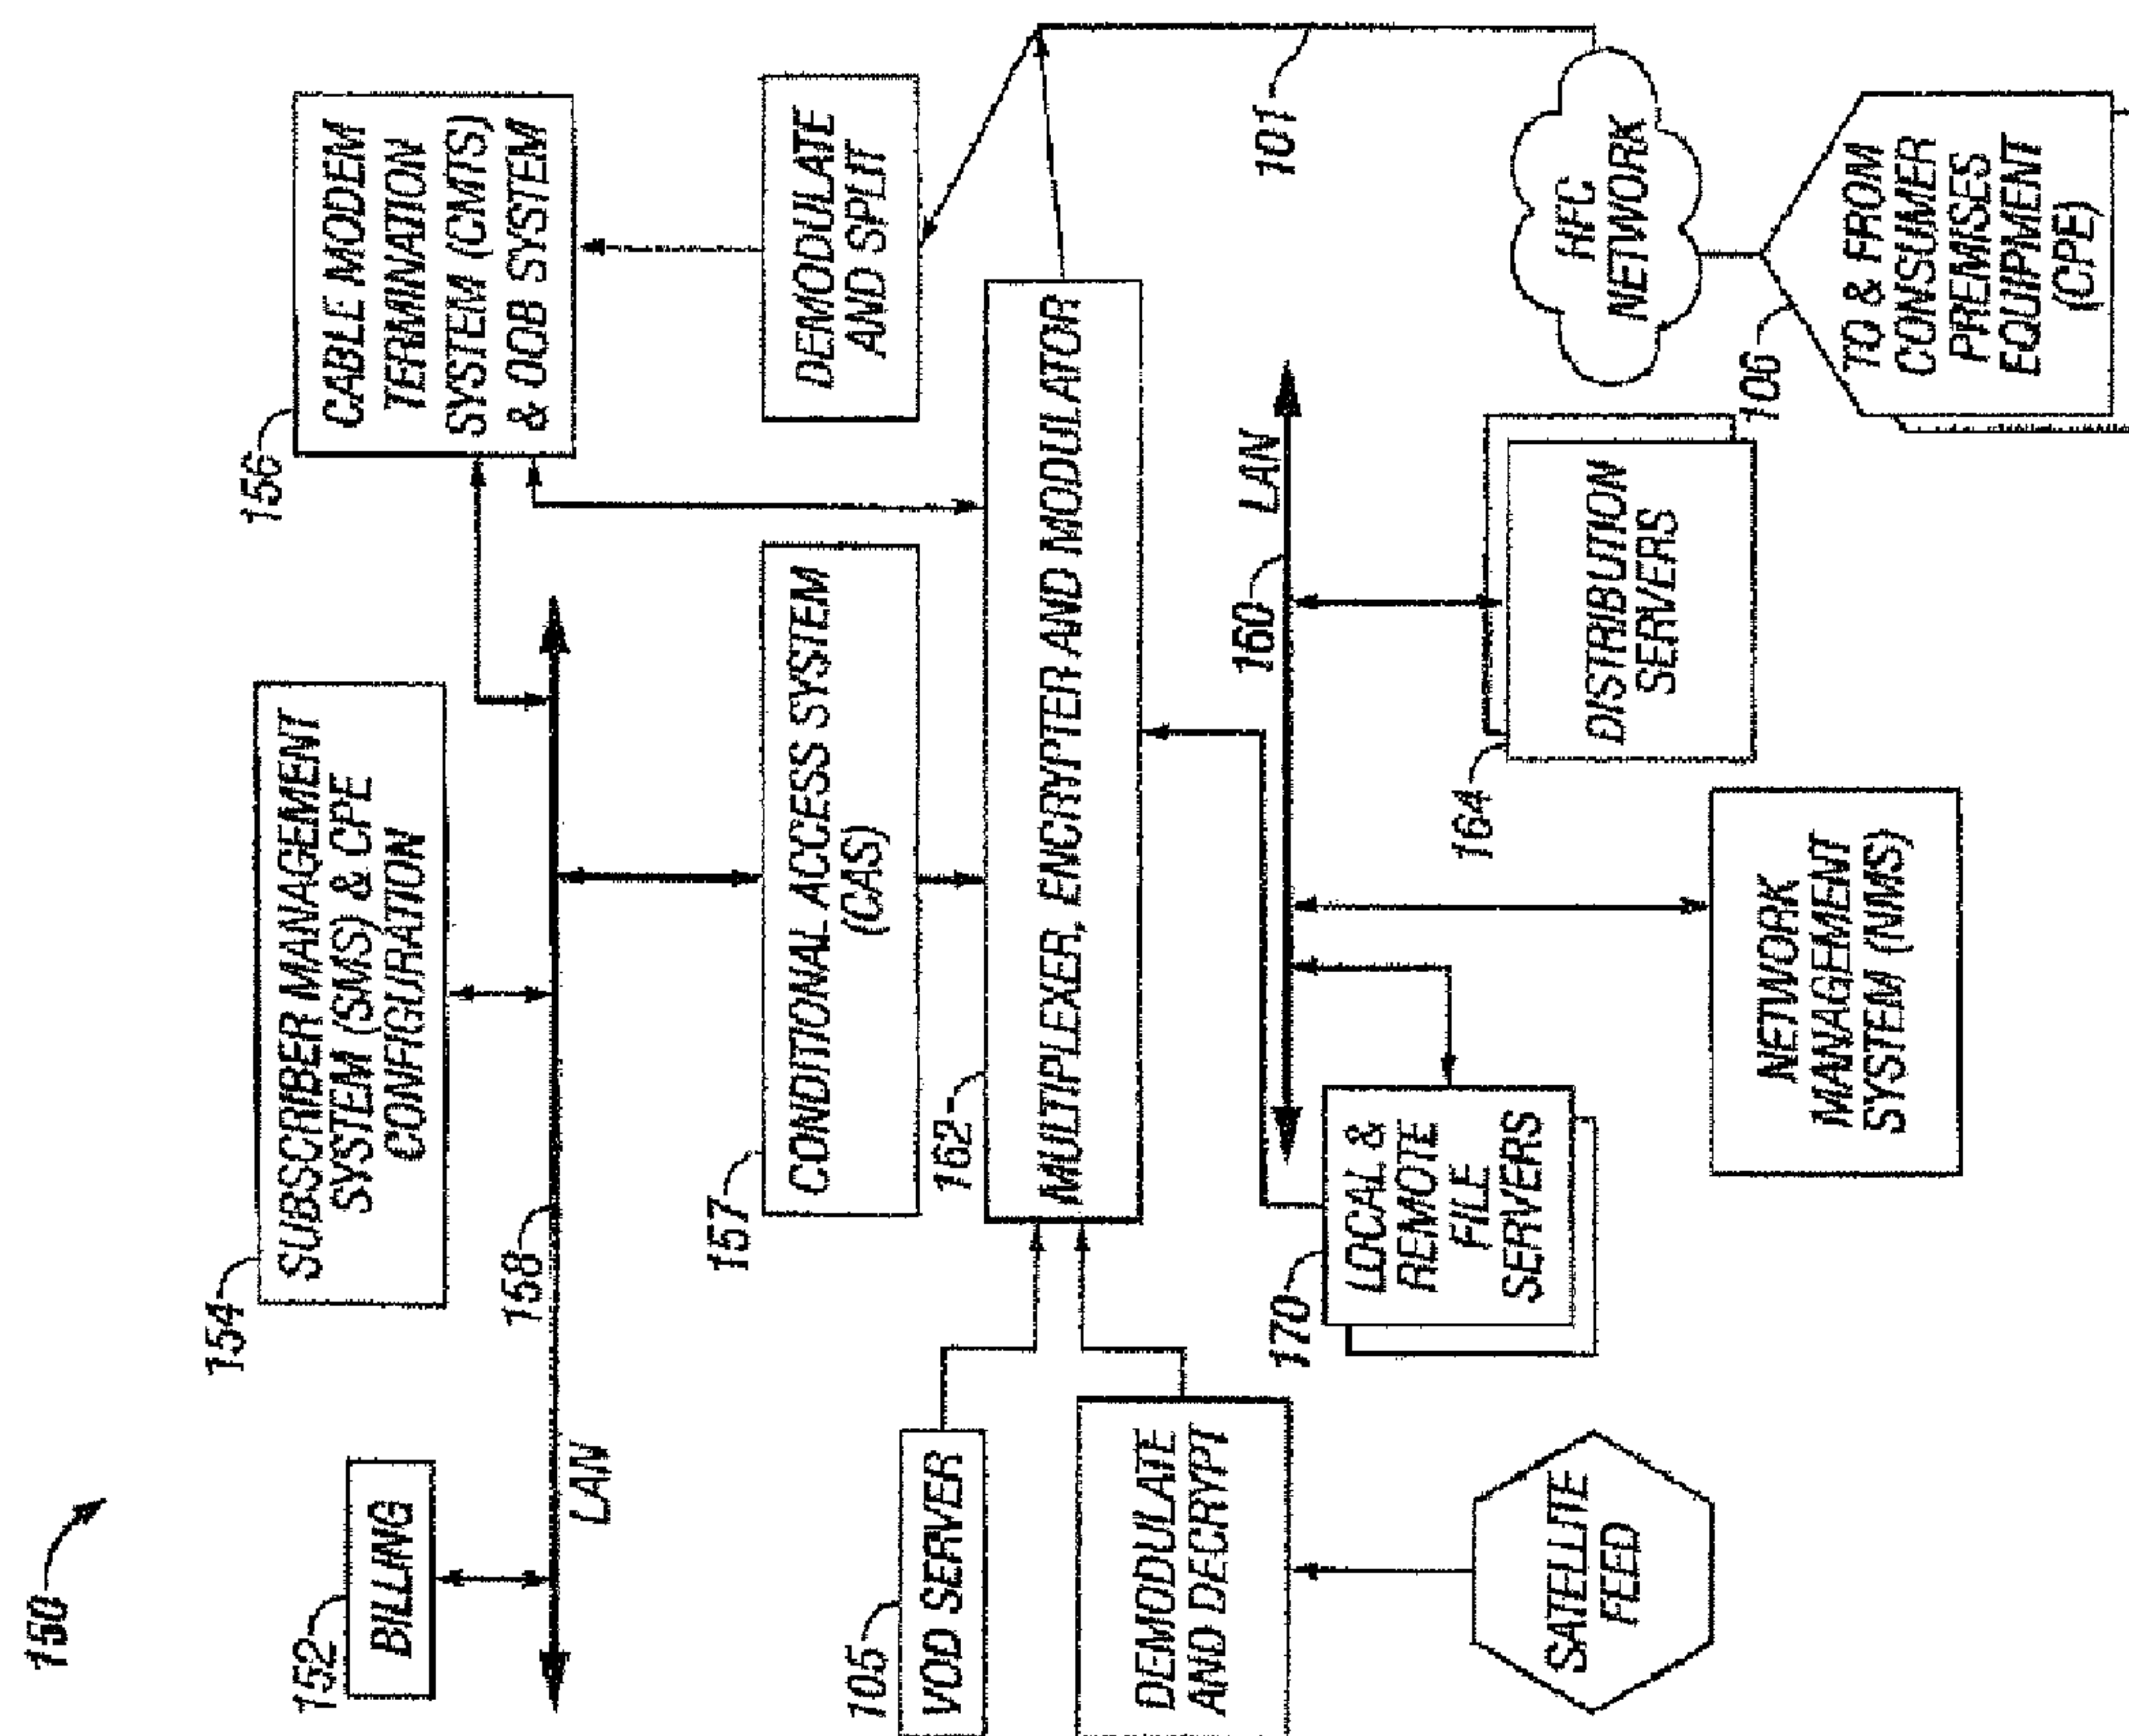 150
152
BILLING
154
SUBSCRIBER MANAGEMENT
SYSTEM (SMS) & CPE
CONFIGURATION
156
CABLE MODEM
TERMINATION
SYSTEM (CMTS)
& OOB SYSTEM
158
LAN
157
CONDITIONAL ACCESS SYSTEM
(CAS)
DEMODULATE
AND SPLIT
105
VOD SERVER
162
MULTIPLEXER, ENCRYPTER AND MODULATOR
DEMODULATE
AND DECRYPT
160
LAN
101
170
LOCAL &
REMOTE
FILE
SERVERS
164
DISTRIBUTION
SERVERS
HFC
NETWORK
SATELLITE
FEED
NETWORK
MANAGEMENT
SYSTEM (NMS)
106
TO & FROM
CONSUMER
PREMISES
EQUIPMENT
(CPE)